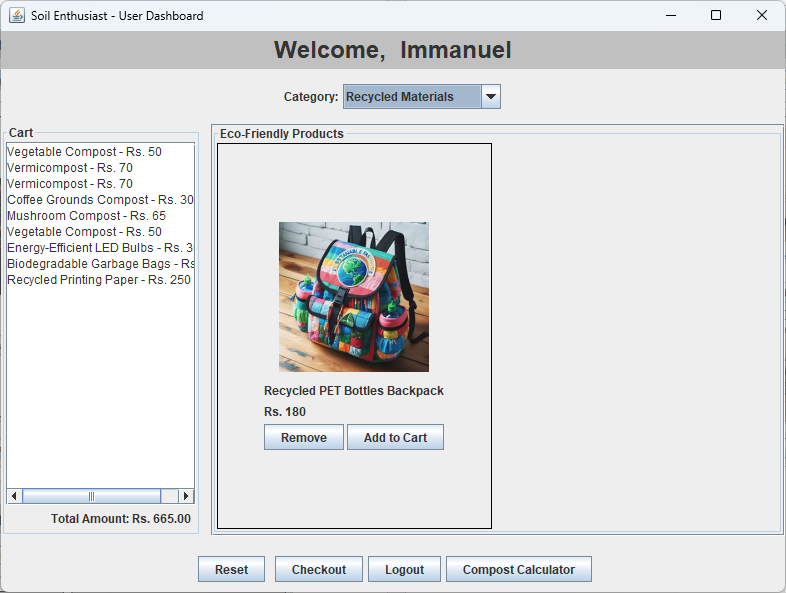 Soil Enthusiast - User Dashboard
Welcome, Immanuel
Category: Recycled Materials
Cart
Vegetable Compost - Rs. 50
Vermicompost - Rs. 70
Vermicompost - Rs. 70
Coffee Grounds Compost - Rs. 30
Mushroom Compost - Rs. 65
Vegetable Compost - Rs. 50
Energy-Efficient LED Bulbs - Rs. 3
Biodegradable Garbage Bags - Rs
Recycled Printing Paper - Rs. 250
Total Amount: Rs. 665.00
Eco-Friendly Products
Recycled PET Bottles Backpack
Rs. 180
Remove Add to Cart
Reset Checkout Logout Compost Calculator